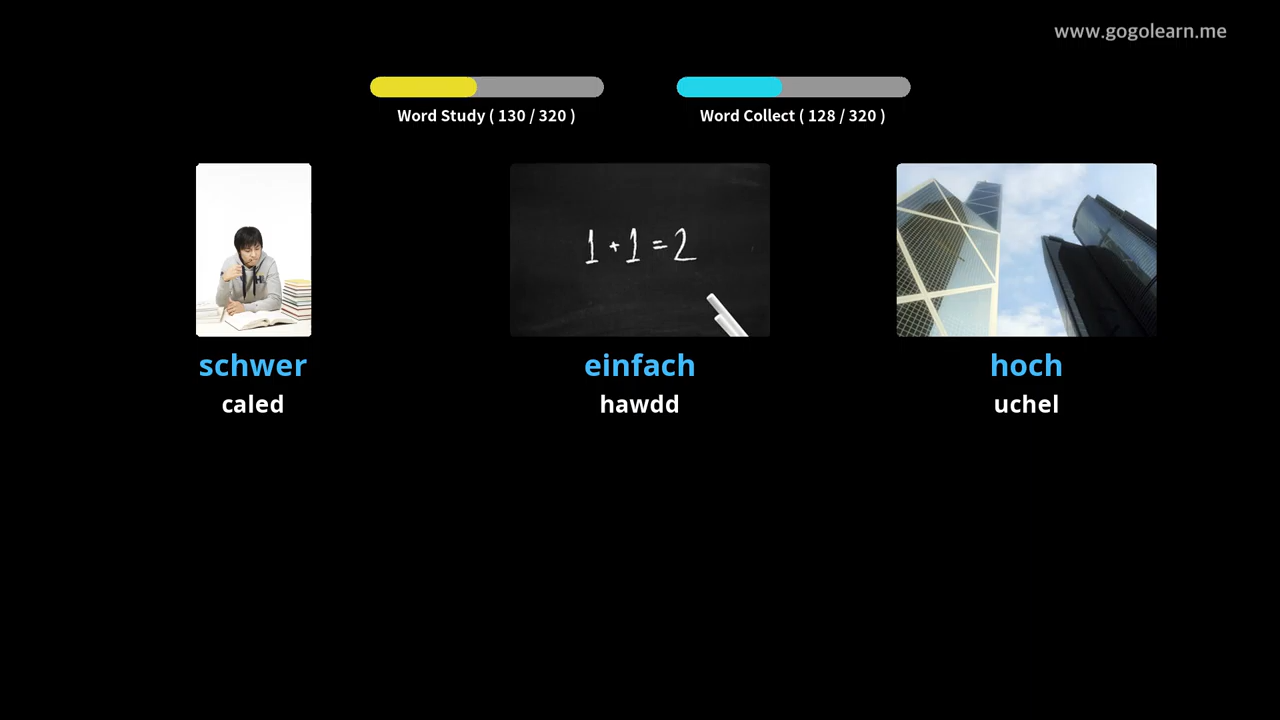 www.gogolearn.me
Word Study ( 130 / 320 )
Word Collect ( 128 / 320 )
1 + 1 = 2
schwer
einfach
hoch
caled
hawdd
uchel